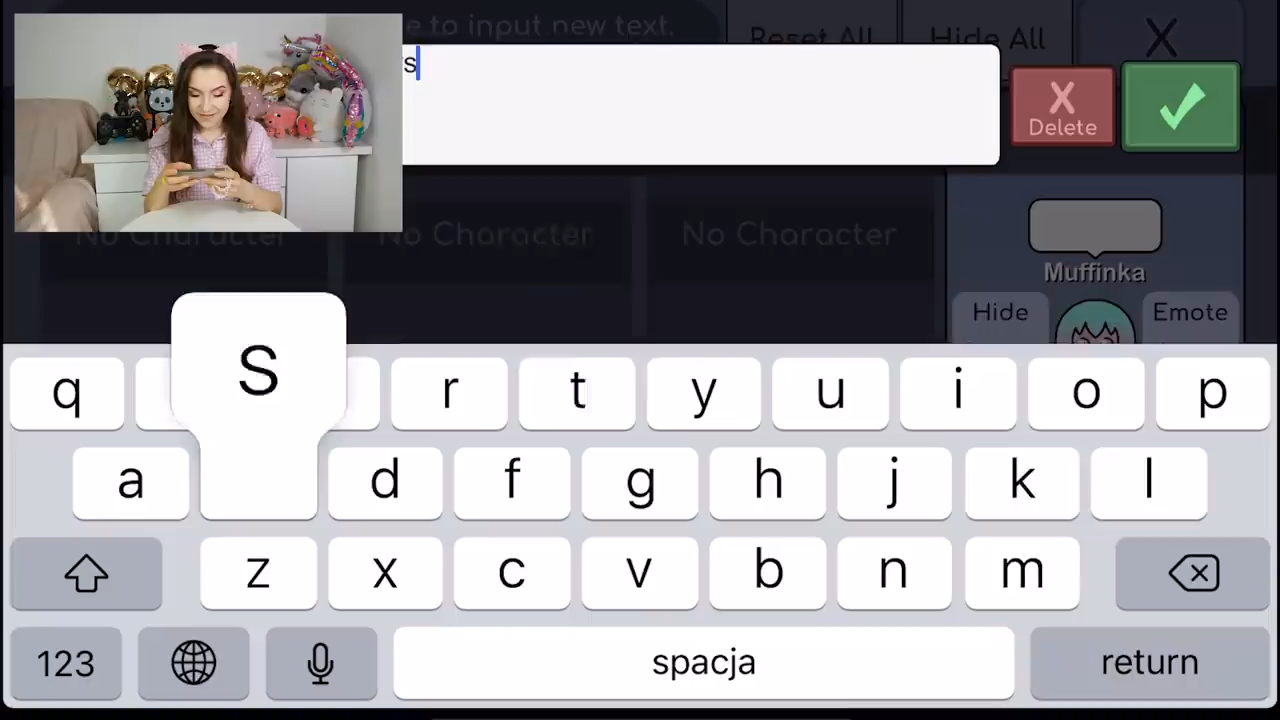 e to input new text.
Reset All
Hide All
X
s
X
Delete
No Character
No Character
No Character
Muffinka
Hide
Emote
S
q
r
t
y
u
i
o
p
a
d
f
g
h
j
k
l
z
x
c
v
b
n
m
123
spacja
return